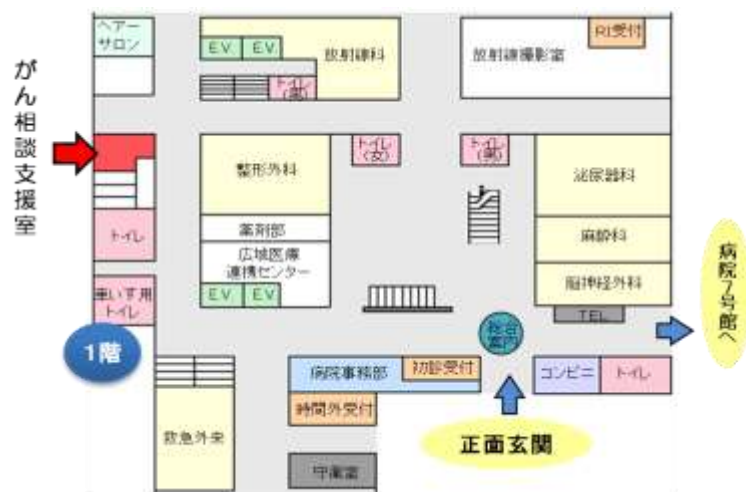 ヘアー
サロン
EV
EV
放射線科
放射線撮影室
RI受付
トイレ
(男)
がん相談支援室
整形外科
トイレ
(女)
トイレ
(男)
泌尿器科
薬剤部
麻酔科
トイレ
広域医療
連携センター
脳神経外科
病院7号館へ
EV
EV
車いす用
トイレ
TEL
1階
総合
案内
病院事務部
初診受付
コンビニ
トイレ
時間外受付
救急外来
正面玄関
守衛室